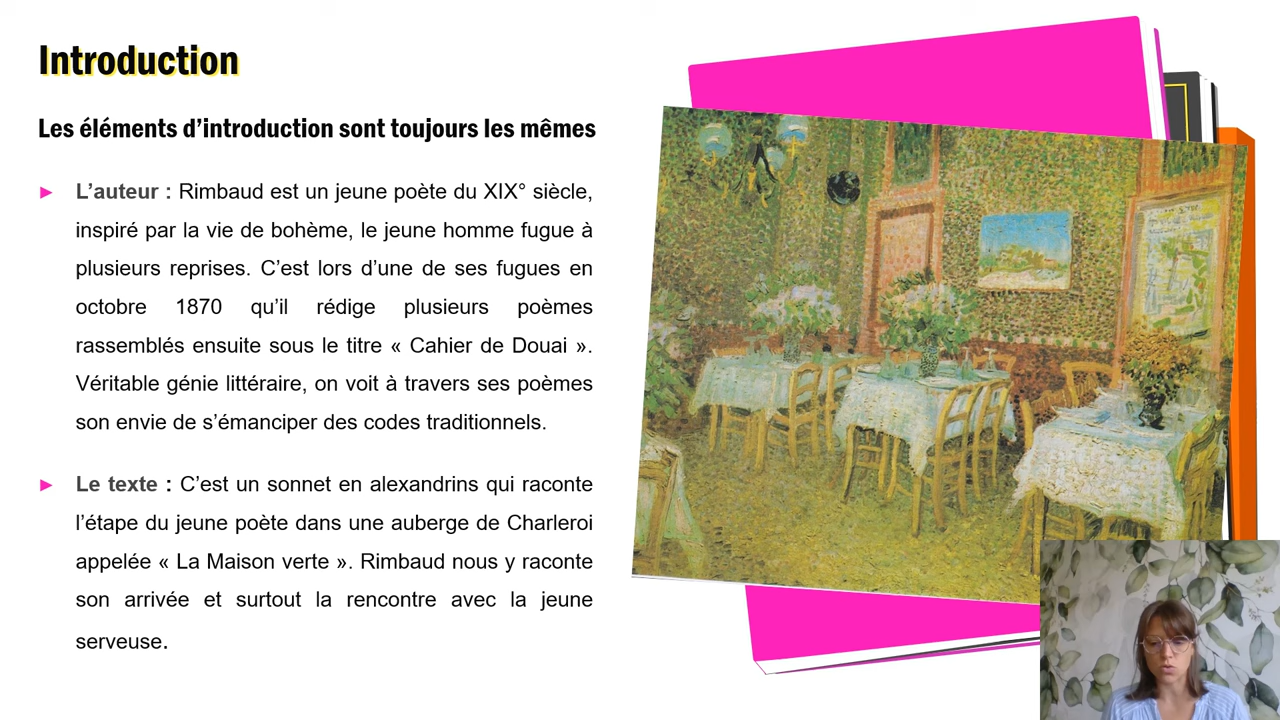 Introduction
Les éléments d’introduction sont toujours les mêmes
► L’auteur : Rimbaud est un jeune poète du XIX° siècle,
inspiré par la vie de bohème, le jeune homme fugue à
plusieurs reprises. C’est lors d’une de ses fugues en
octobre 1870 qu’il rédige plusieurs poèmes
rassemblés ensuite sous le titre « Cahier de Douai ».
Véritable génie littéraire, on voit à travers ses poèmes
son envie de s’émanciper des codes traditionnels.
► Le texte : C’est un sonnet en alexandrins qui raconte
l’étape du jeune poète dans une auberge de Charleroi
appelée « La Maison verte ». Rimbaud nous y raconte
son arrivée et surtout la rencontre avec la jeune
serveuse.